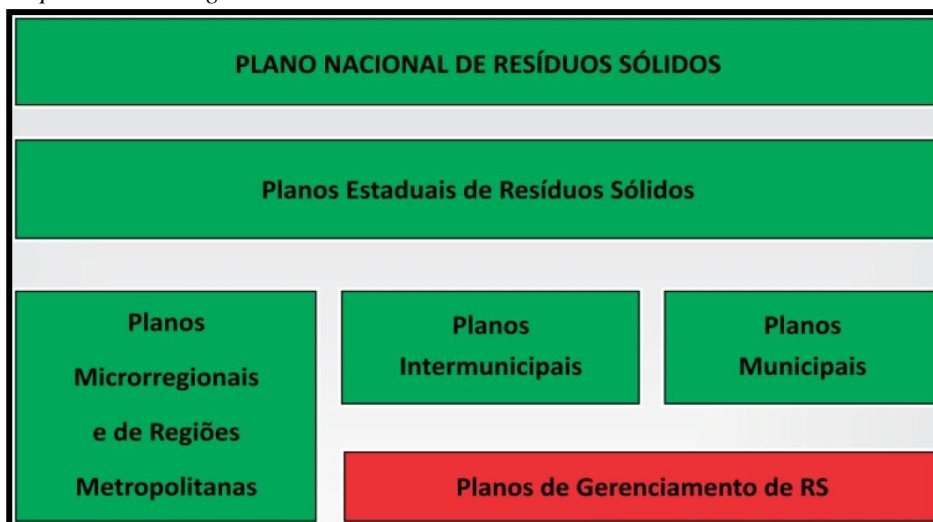 PLANO NACIONAL DE RESÍDUOS SÓLIDOS
Planos Estaduais de Resíduos Sólidos
Planos
Microrregionais
e de Regiões
Metropolitanas
Planos
Intermunicipais
Planos
Municipais
Planos de Gerenciamento de RS